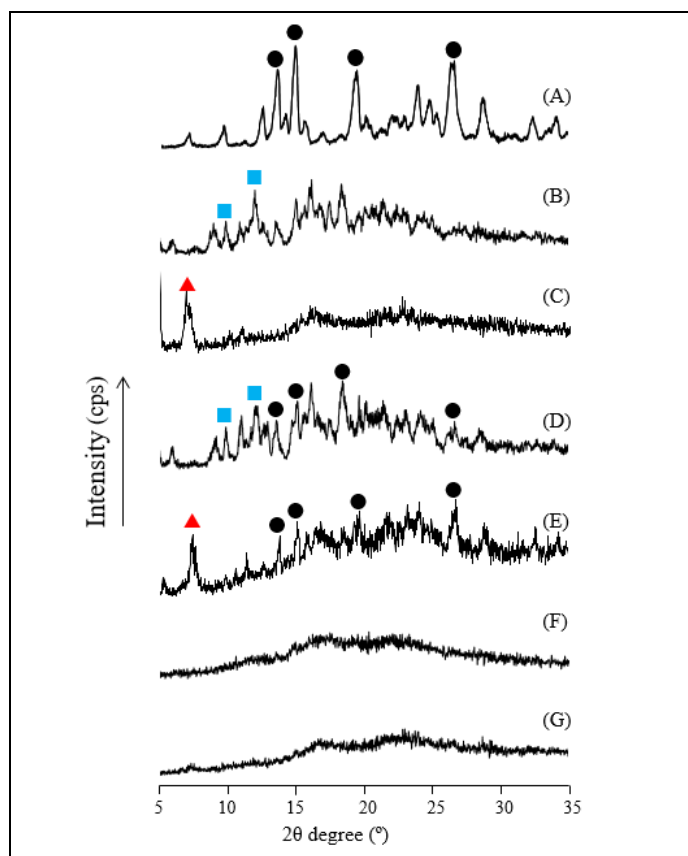 (A)
(B)
(C)
(D)
(E)
(F)
(G)
Intensity (cps)
5 10 15 20 25 30 35
2θ degree (º)